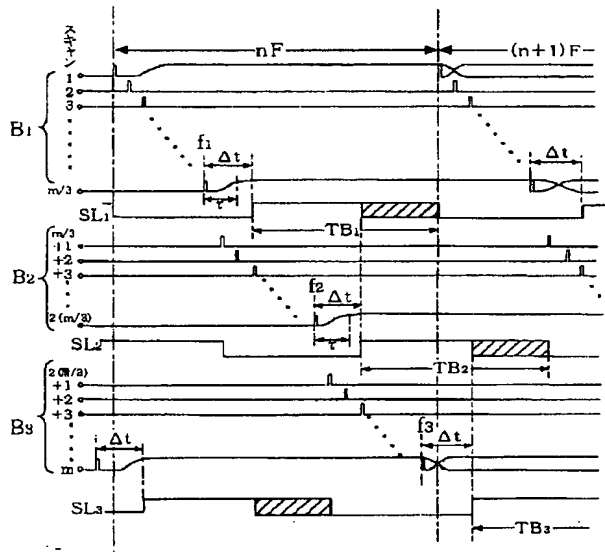 スキャン
nF
(n+1)F
B1
1
2
3
f1
Δt
Δt
m/3
τ
SL1
TB1
m/3
+1
B2
+2
+3
f2
Δt
2(m/3)
τ
SL2
TB2
2(m/3)
+1
+2
B3
+3
f3
Δt
Δt
m
SL3
TB3